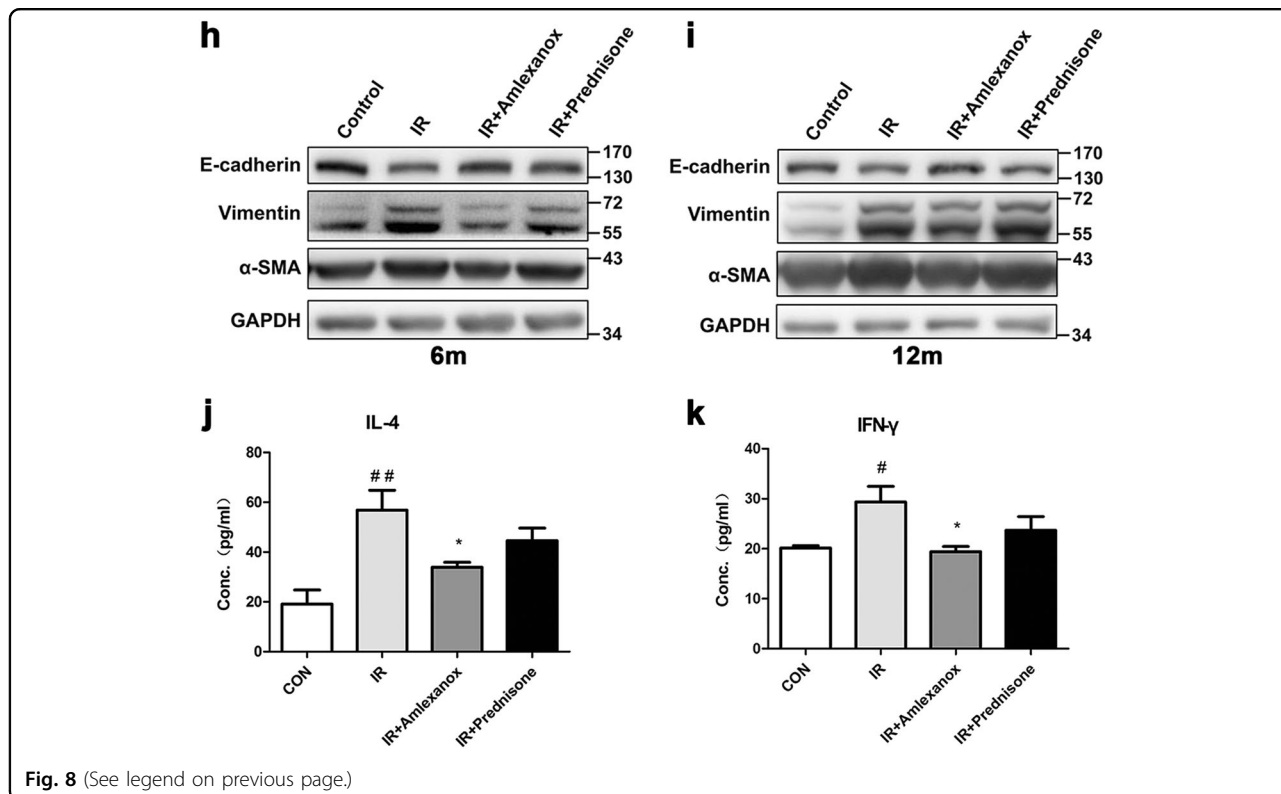 h
Control
IR
IR+Amlexanox
IR+Prednisone
E-cadherin
170
130
Vimentin
72
55
α-SMA
43
GAPDH
34
6m
i
Control
IR
IR+Amlexanox
IR+Prednisone
E-cadherin
170
130
Vimentin
72
55
α-SMA
43
GAPDH
34
12m
j
IL-4
Conc. (pg/ml)
80
60
40
20
0
##
*
CON
IR
IR+Amlexanox
IR+Prednisone
k
IFN-γ
Conc. (pg/ml)
40
30
20
10
0
#
*
CON
IR
IR+Amlexanox
IR+Prednisone
Fig. 8 (See legend on previous page.)